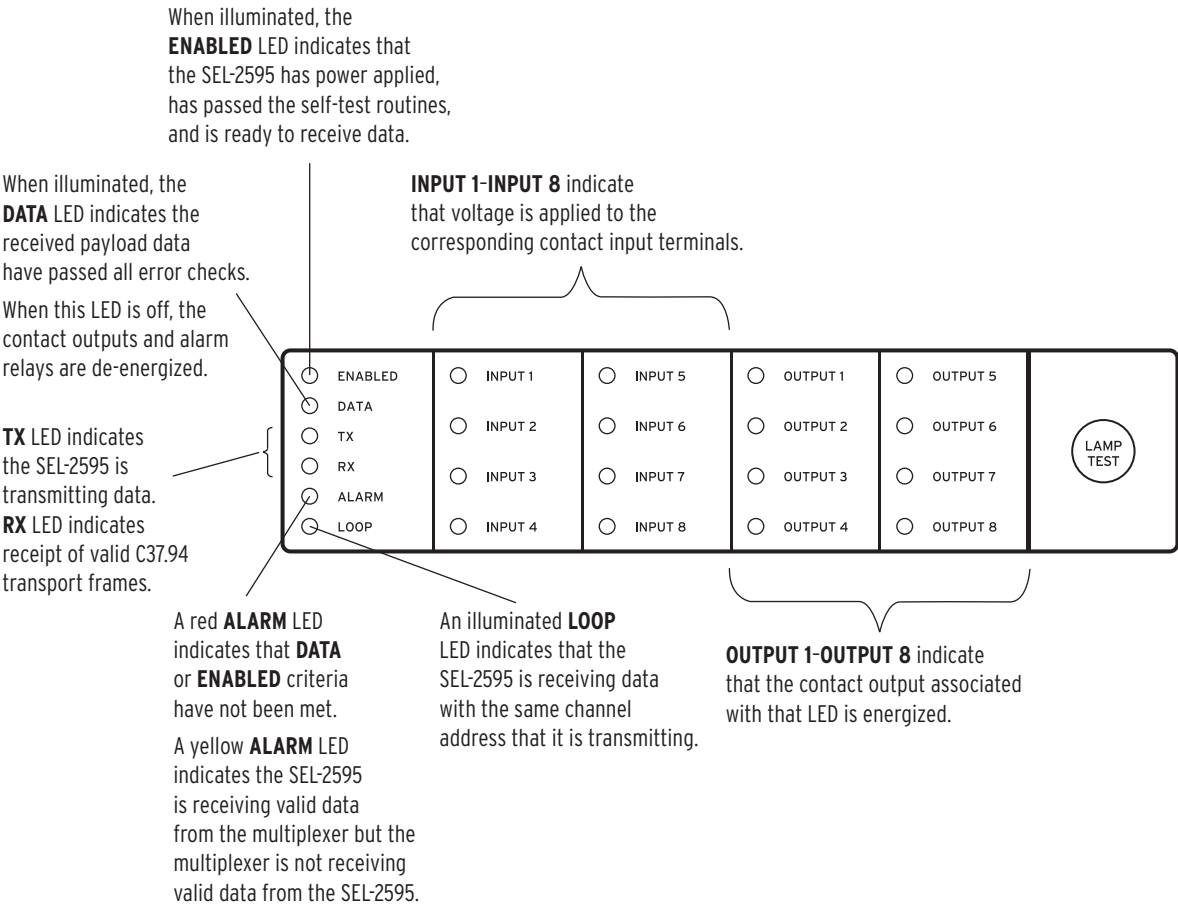 When illuminated, the
ENABLED LED indicates that
the SEL-2595 has power applied,
has passed the self-test routines,
and is ready to receive data.
When illuminated, the
DATA LED indicates the
received payload data
have passed all error checks.
When this LED is off, the
contact outputs and alarm
relays are de-energized.
INPUT 1-INPUT 8 indicate
that voltage is applied to the
corresponding contact input terminals.
TX LED indicates
the SEL-2595 is
transmitting data.
RX LED indicates
receipt of valid C37.94
transport frames.
ENABLED
DATA
TX
RX
ALARM
LOOP
INPUT 1
INPUT 2
INPUT 3
INPUT 4
INPUT 5
INPUT 6
INPUT 7
INPUT 8
OUTPUT 1
OUTPUT 2
OUTPUT 3
OUTPUT 4
OUTPUT 5
OUTPUT 6
OUTPUT 7
OUTPUT 8
LAMP
TEST
A red ALARM LED
indicates that DATA
or ENABLED criteria
have not been met.
A yellow ALARM LED
indicates the SEL-2595
is receiving valid data
from the multiplexer but the
multiplexer is not receiving
valid data from the SEL-2595.
An illuminated LOOP
LED indicates that the
SEL-2595 is receiving data
with the same channel
address that it is transmitting.
OUTPUT 1-OUTPUT 8 indicate
that the contact output associated
with that LED is energized.